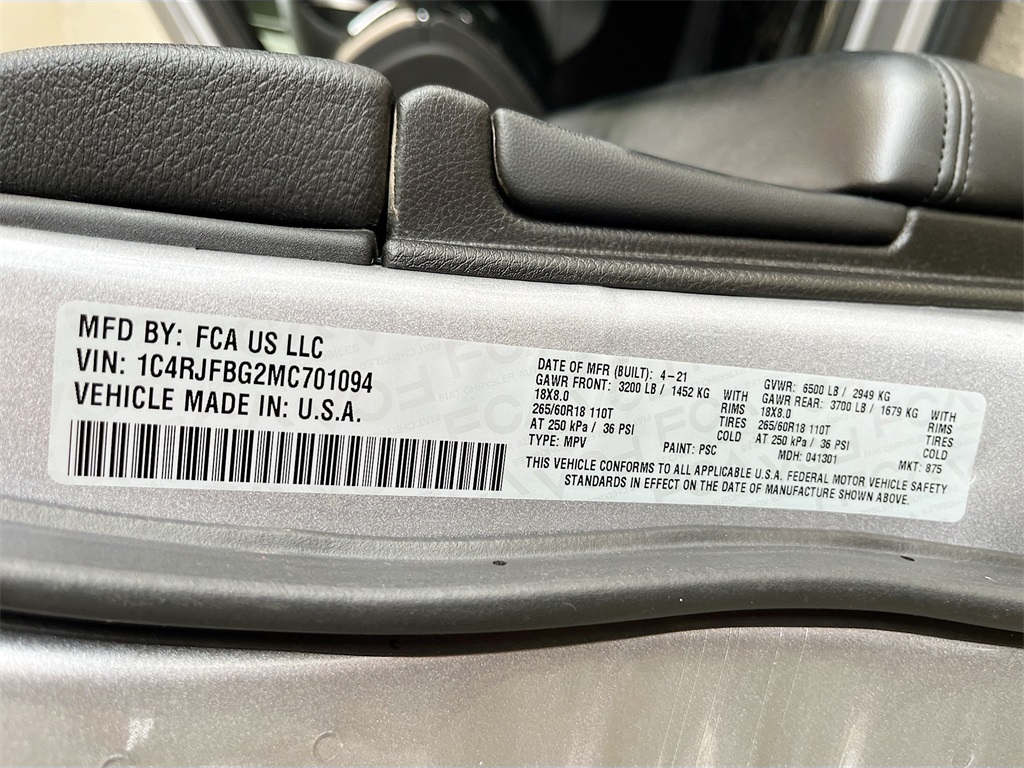 MFD BY: FCA US LLC
VIN: 1C4RJFBG2MC701094
VEHICLE MADE IN: U.S.A.
DATE OF MFR (BUILT): 4-21
GAWR FRONT: 3200 LB / 1452 KG WITH
18X8.0 RIMS
265/60R18 110T TIRES
AT 250 kPa / 36 PSI COLD
TYPE: MPV PAINT: PSC
GVWR: 6500 LB / 2949 KG
GAWR REAR: 3700 LB / 1679 KG WITH
18X8.0 RIMS
265/60R18 110T TIRES
AT 250 kPa / 36 PSI COLD
MDH: 041301 MKT: 875
THIS VEHICLE CONFORMS TO ALL APPLICABLE U.S.A. FEDERAL MOTOR VEHICLE SAFETY
STANDARDS IN EFFECT ON THE DATE OF MANUFACTURE SHOWN ABOVE.